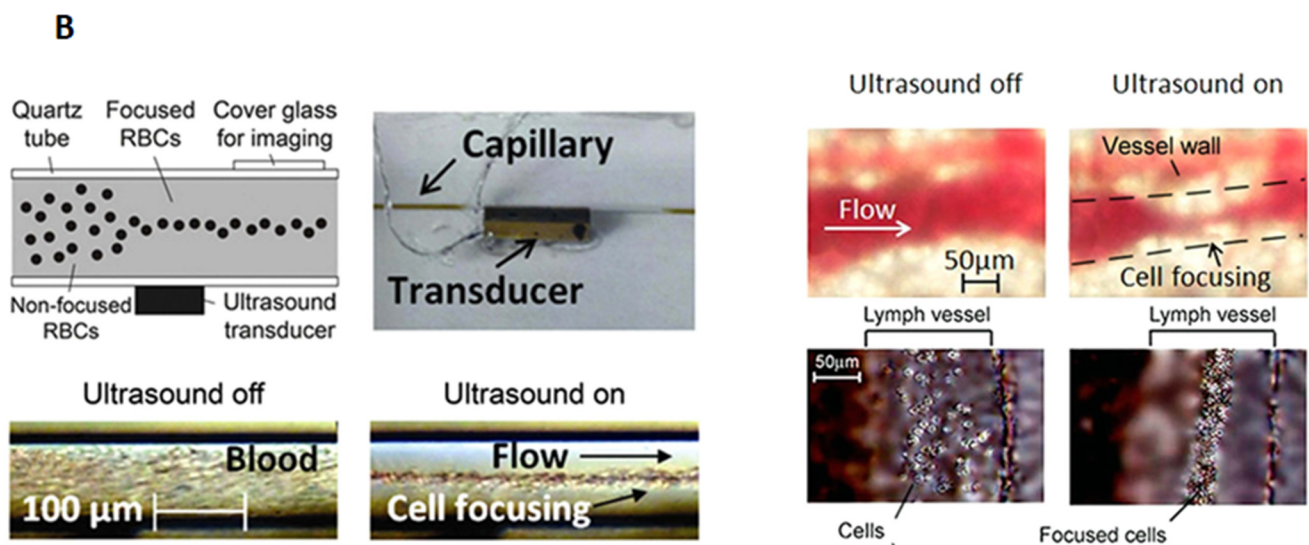 B
Quartz
tube
Focused
RBCs
Cover glass
for imaging
Non-focused
RBCs
Ultrasound
transducer
Capillary
Transducer
Ultrasound off
Ultrasound on
Blood
100 μm
Flow
Cell focusing
Ultrasound off
Ultrasound on
Flow
50μm
Vessel wall
Cell focusing
Lymph vessel
Lymph vessel
50μm
Cells
Focused cells